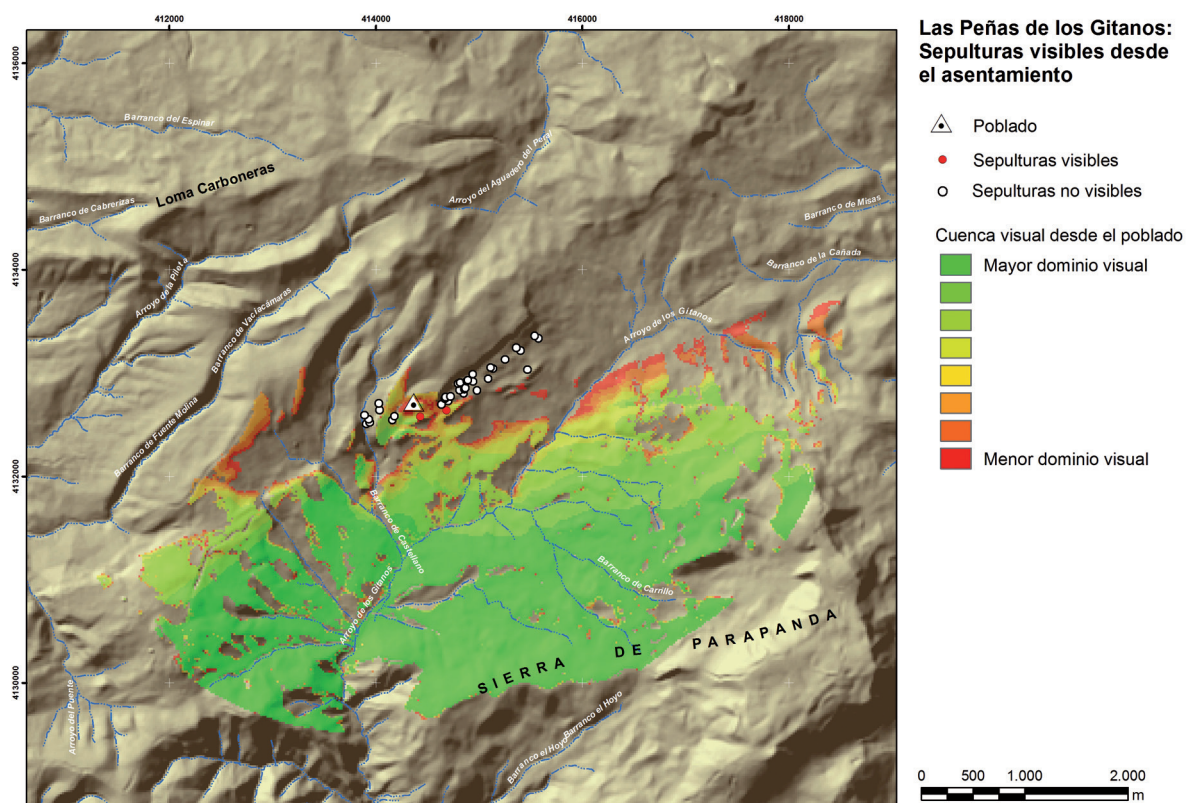 412000
414000
416000
418000
4136000
4134000
4132000
4130000
Barranco del Espinar
Loma Carboneras
Barranco de Cabrerizas
Arroyo de la Pileta
Barranco de Vaciacámaras
Barranco de Fuente Molina
Arroyo del Aguadero del Peral
Barranco de Misas
Barranco de la Cañada
Arroyo de los Gitanos
Barranco de Castellano
Arroyo de los Gitanos
Barranco de Carrillo
SIERRA DE PARAPANDA
Arroyo del Puente
Barranco el Hoyo
Barranco el Hoyo
Las Peñas de los Gitanos:
Sepulturas visibles desde
el asentamiento
Poblado
Sepulturas visibles
Sepulturas no visibles
Cuenca visual desde el poblado
Mayor dominio visual
Menor dominio visual
0 500 1.000 2.000
m